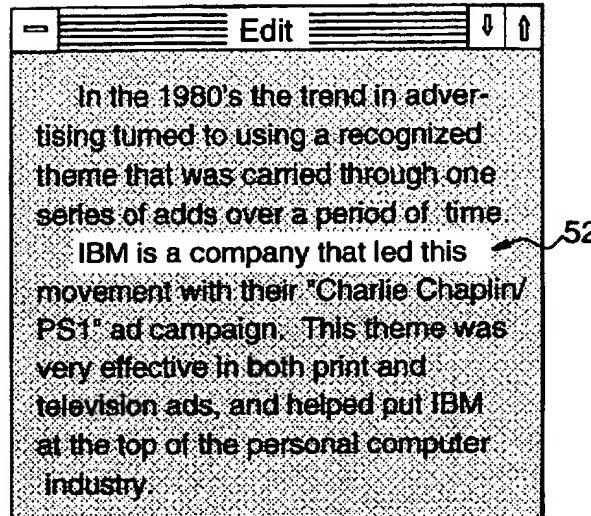 Edit
In the 1980's the trend in adver-
tising turned to using a recognized
theme that was carried through one
series of adds over a period of time.
IBM is a company that led this
52
movement with their "Charlie Chaplin/
PS1" ad campaign. This theme was
very effective in both print and
television ads, and helped put IBM
at the top of the personal computer
industry.